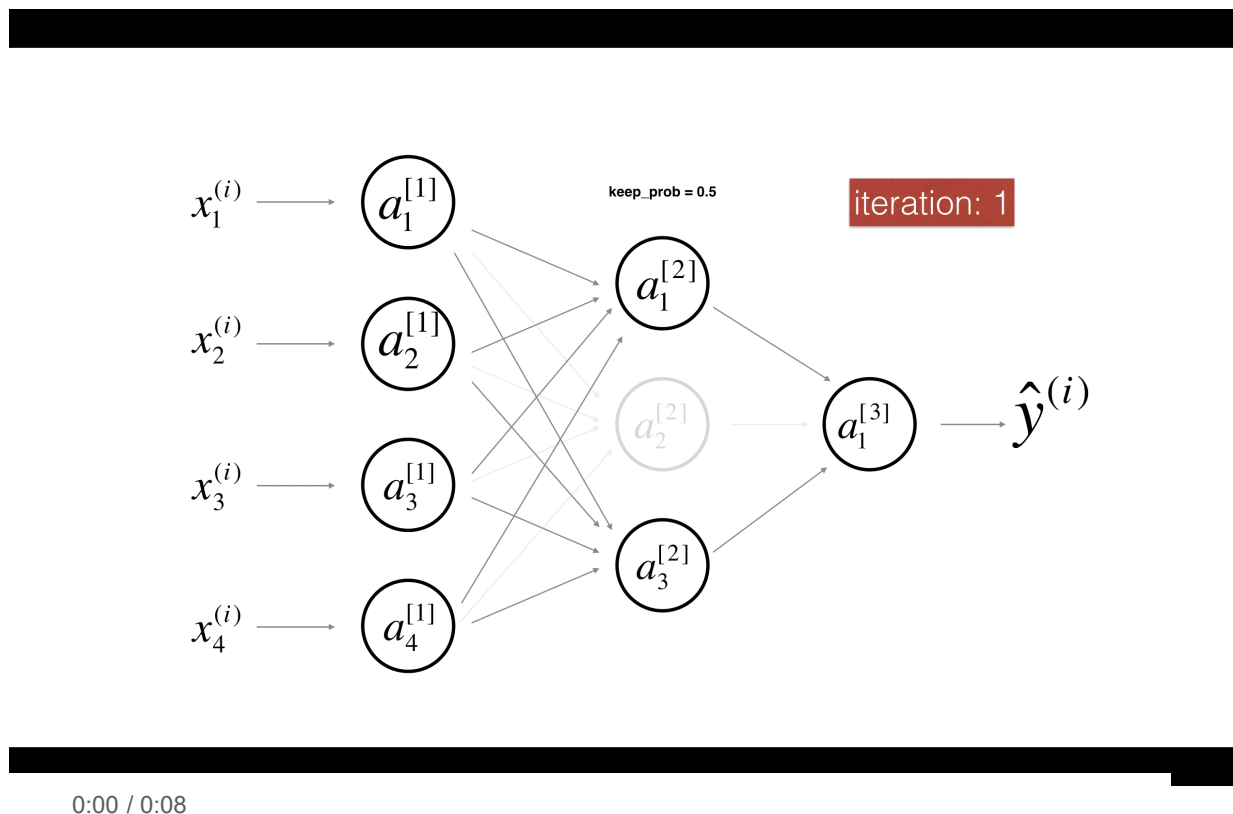 keep_prob = 0.5
iteration: 1
x_1^{(i)} a_1^{[1]}
a_1^{[2]}
x_2^{(i)} a_2^{[1]}
a_2^{[2]} a_1^{[3]} ŷ^{(i)}
x_3^{(i)} a_3^{[1]}
a_3^{[2]}
x_4^{(i)} a_4^{[1]}
0:00 / 0:08